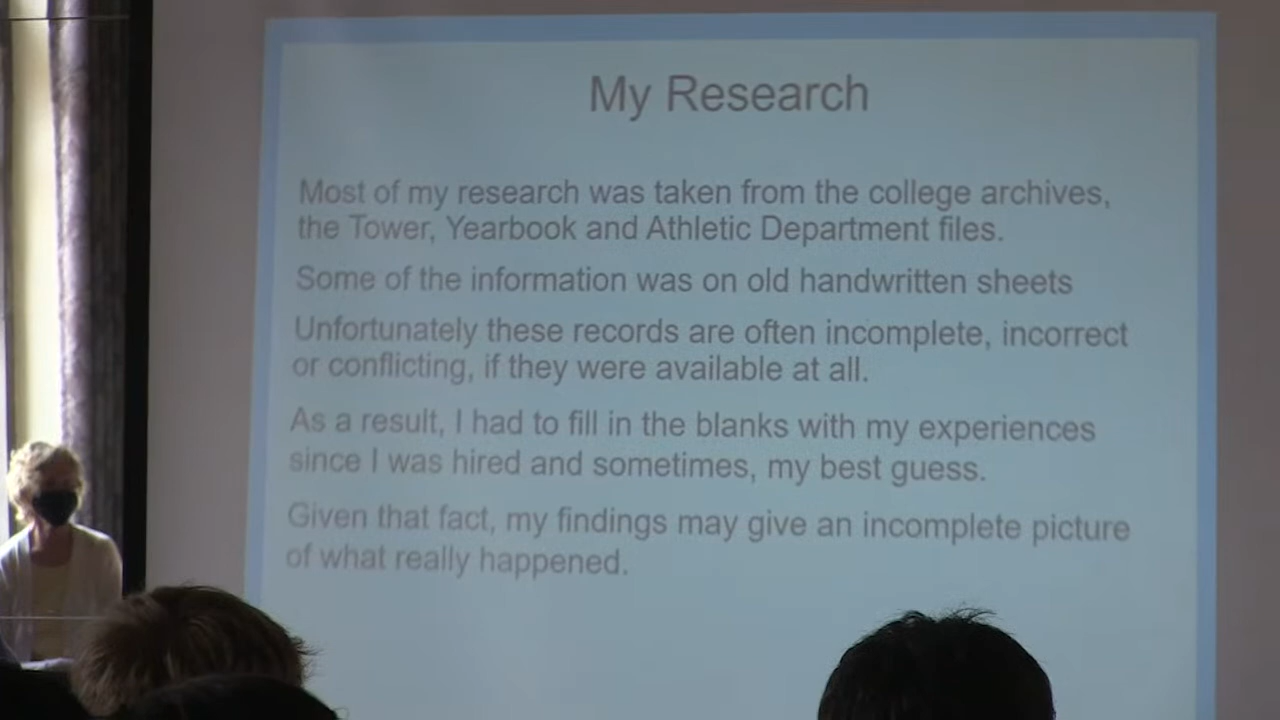 My Research
Most of my research was taken from the college archives,
the Tower, Yearbook and Athletic Department files.
Some of the information was on old handwritten sheets
Unfortunately these records are often incomplete, incorrect
or conflicting, if they were available at all.
As a result, I had to fill in the blanks with my experiences
since I was hired and sometimes, my best guess.
Given that fact, my findings may give an incomplete picture
of what really happened.